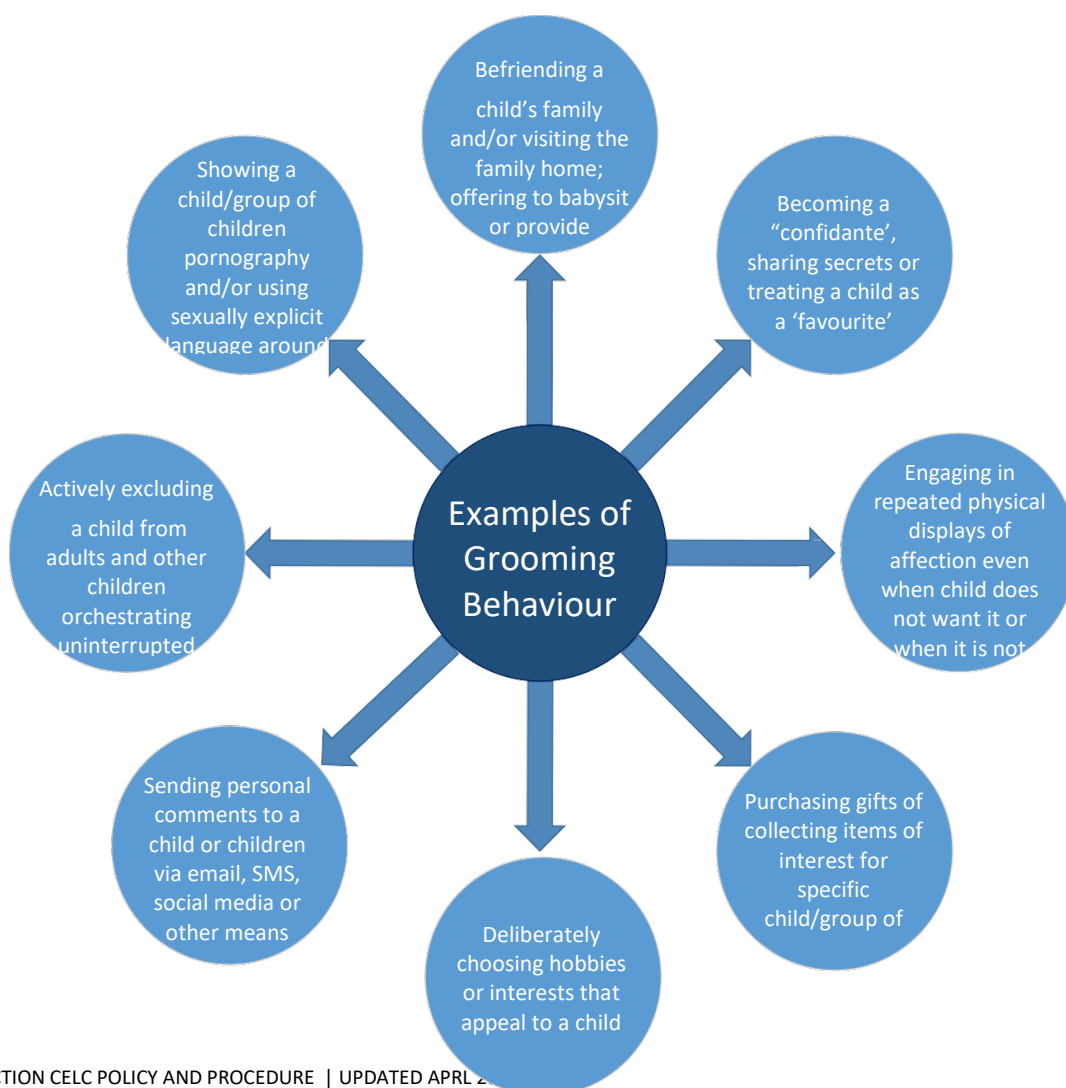 Befriending a
child’s family
and/or visiting the
family home;
offering to babysit
or provide
Becoming a
“confidante’,
sharing secrets or
treating a child as
a ‘favourite’
Engaging in
repeated physical
displays of
affection even
when child does
not want it or
when it is not
Purchasing gifts of
collecting items of
interest for
specific
child/group of
Deliberately
choosing hobbies
or interests that
appeal to a child
Sending personal
comments to a
child or children
via email, SMS,
social media or
other means
Actively excluding
a child from
adults and other
children
orchestrating
uninterrupted
Showing a
child/group of
children
pornography
and/or using
sexually explicit
language around
Examples of
Grooming
Behaviour
CTION CELC POLICY AND PROCEDURE | UPDATED APRL 2